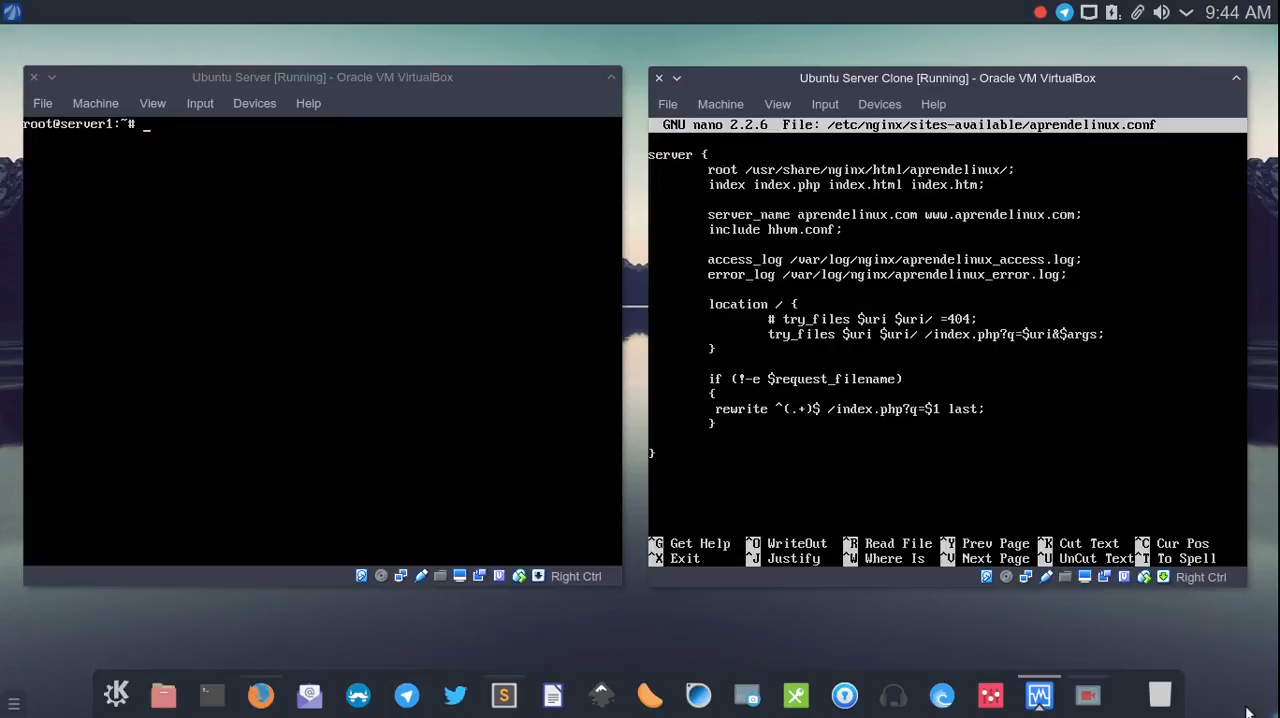 9:44 AM
Ubuntu Server [Running] - Oracle VM VirtualBox
File Machine View Input Devices Help
root@server1:~# _
Right Ctrl
Ubuntu Server Clone [Running] - Oracle VM VirtualBox
File Machine View Input Devices Help
GNU nano 2.2.6 File: /etc/nginx/sites-available/aprendelinux.conf
server {
root /usr/share/nginx/html/aprendelinux/;
index index.php index.html index.htm;
server_name aprendelinux.com www.aprendelinux.com;
include hhvm.conf;
access_log /var/log/nginx/aprendelinux_access.log;
error_log /var/log/nginx/aprendelinux_error.log;
location / {
# try_files $uri $uri/ =404;
try_files $uri $uri/ /index.php?q=$uri&$args;
}
if (!-e $request_filename)
{
rewrite ^(.+)$ /index.php?q=$1 last;
}
}
^G Get Help ^O WriteOut ^R Read File ^Y Prev Page ^K Cut Text ^C Cur Pos
^X Exit ^J Justify ^W Where Is ^V Next Page ^U UnCut Text ^T To Spell
Right Ctrl